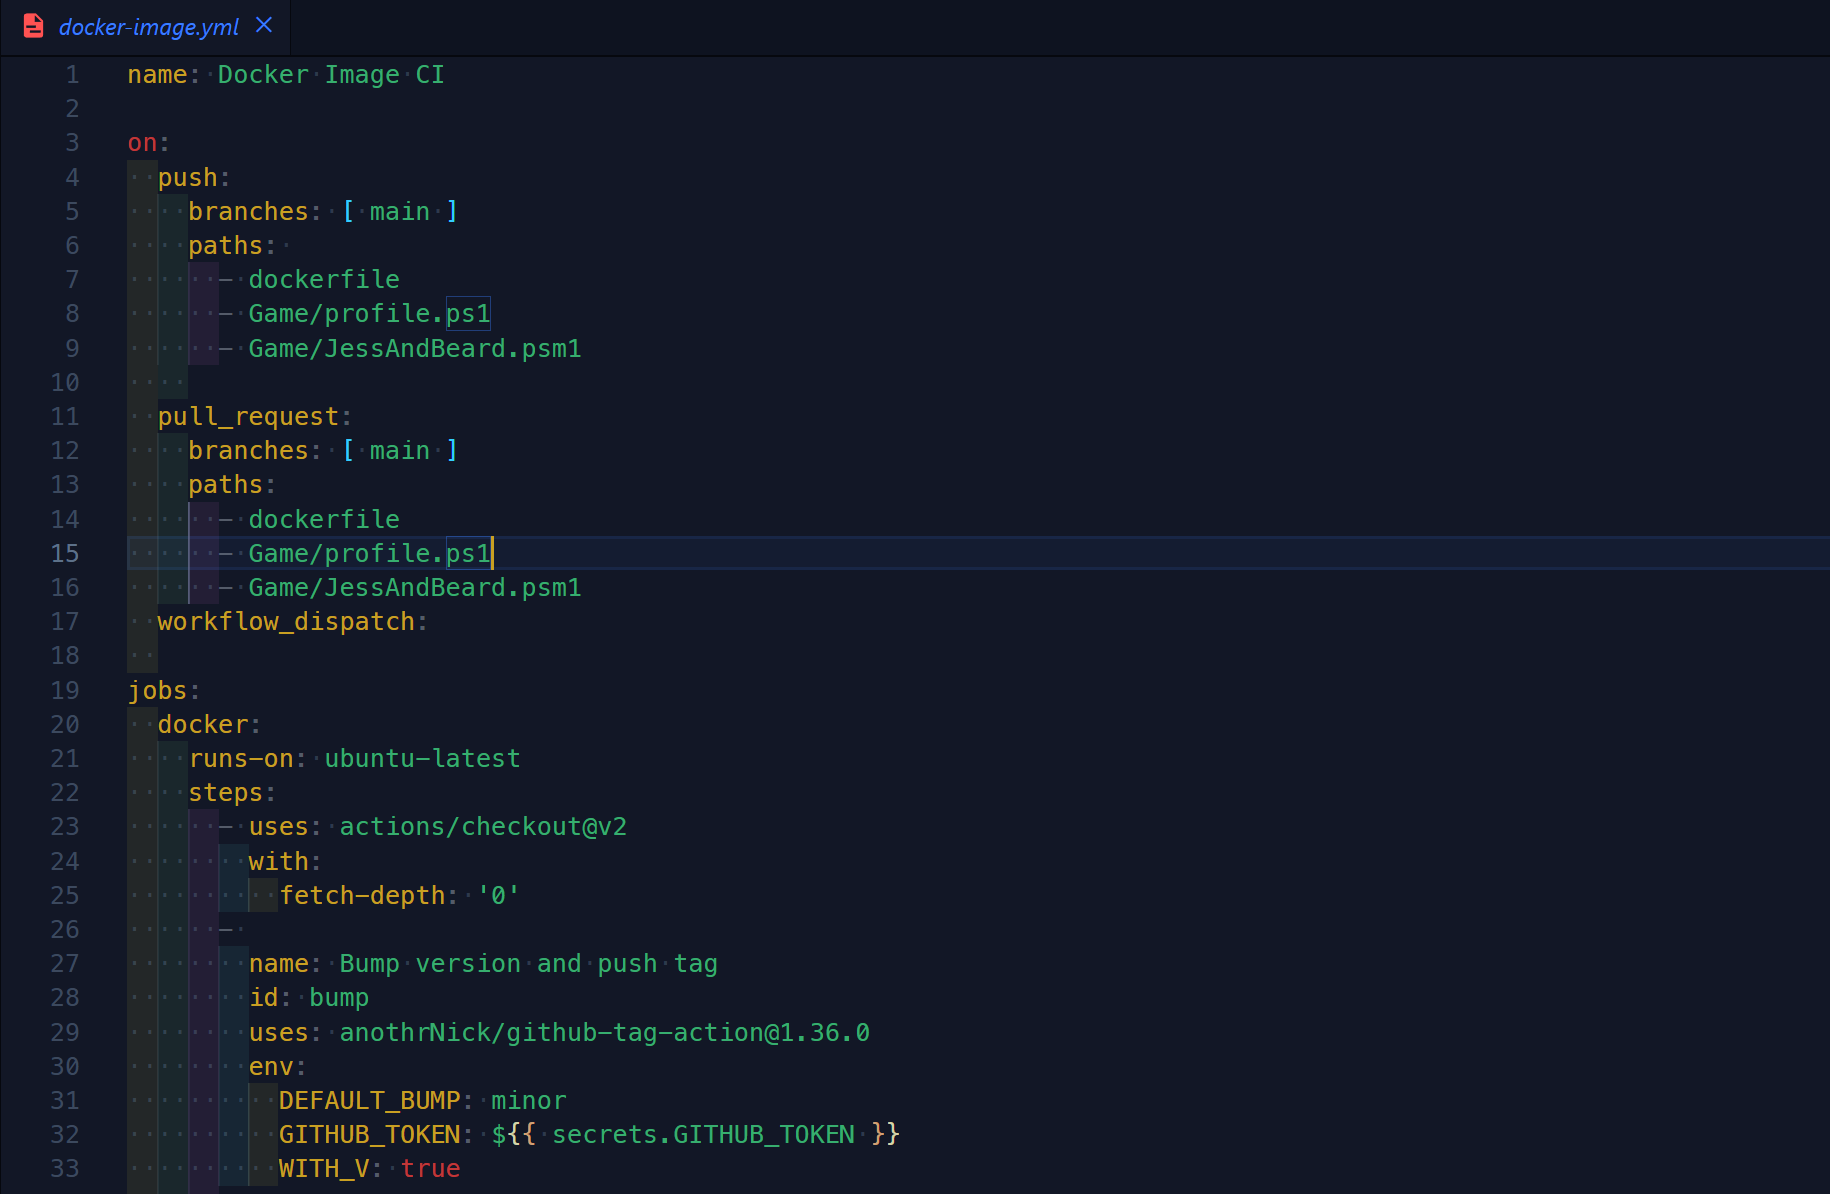 docker-image.yml
1 name: Docker Image CI
2
3 on:
4   push:
5     branches: [ main ]
6     paths:
7       - dockerfile
8       - Game/profile.ps1
9       - Game/JessAndBeard.psm1
10
11   pull_request:
12     branches: [ main ]
13     paths:
14       - dockerfile
15       - Game/profile.ps1
16       - Game/JessAndBeard.psm1
17   workflow_dispatch:
18
19 jobs:
20   docker:
21     runs-on: ubuntu-latest
22     steps:
23       - uses: actions/checkout@v2
24         with:
25           fetch-depth: '0'
26       -
27         name: Bump version and push tag
28         id: bump
29         uses: anothrNick/github-tag-action@1.36.0
30         env:
31           DEFAULT_BUMP: minor
32           GITHUB_TOKEN: ${{ secrets.GITHUB_TOKEN }}
33           WITH_V: true